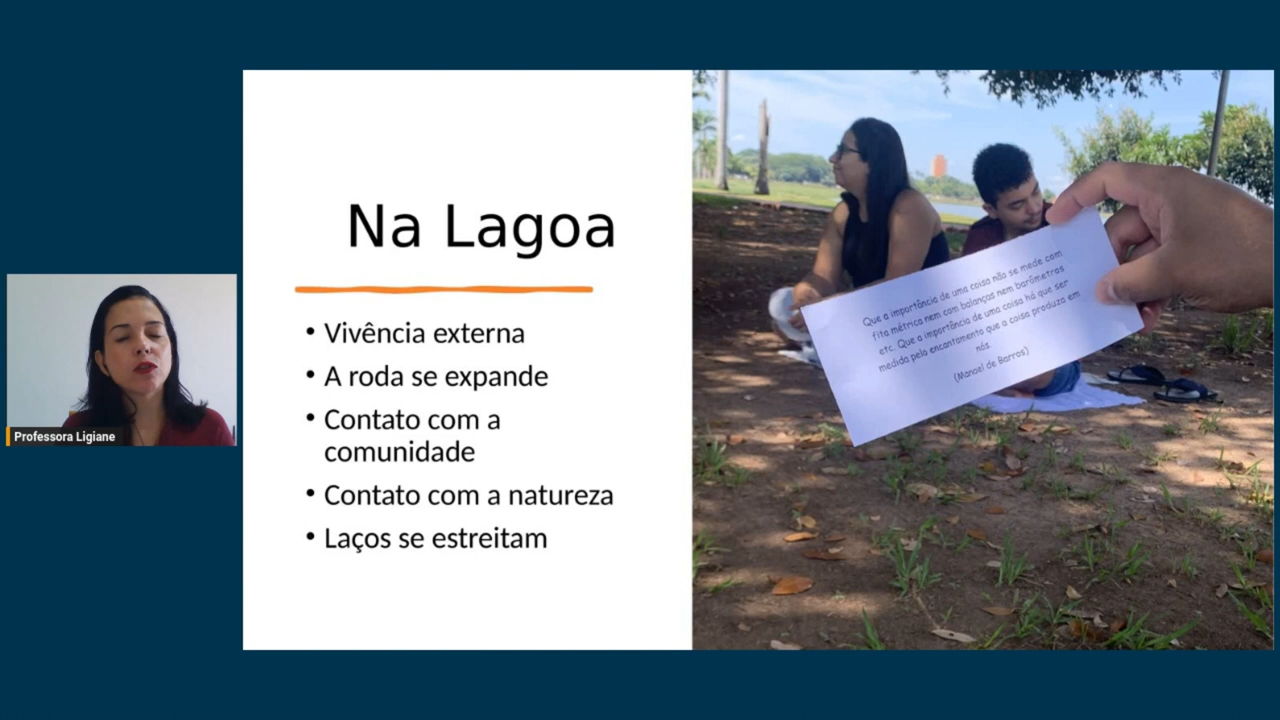 Na Lagoa
• Vivência externa
• A roda se expande
• Contato com a
comunidade
• Contato com a natureza
• Laços se estreitam
Professora Ligiane
Que a importância de uma coisa não se mede com
fita métrica nem com balanças nem barômetros
etc. Que a importância de uma coisa há que ser
medida pelo encantamento que a coisa produza em
nós.
(Manoel de Barros)